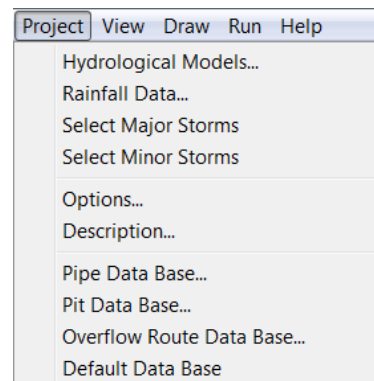 Project View Draw Run Help
Hydrological Models...
Rainfall Data...
Select Major Storms
Select Minor Storms
Options...
Description...
Pipe Data Base...
Pit Data Base...
Overflow Route Data Base...
Default Data Base